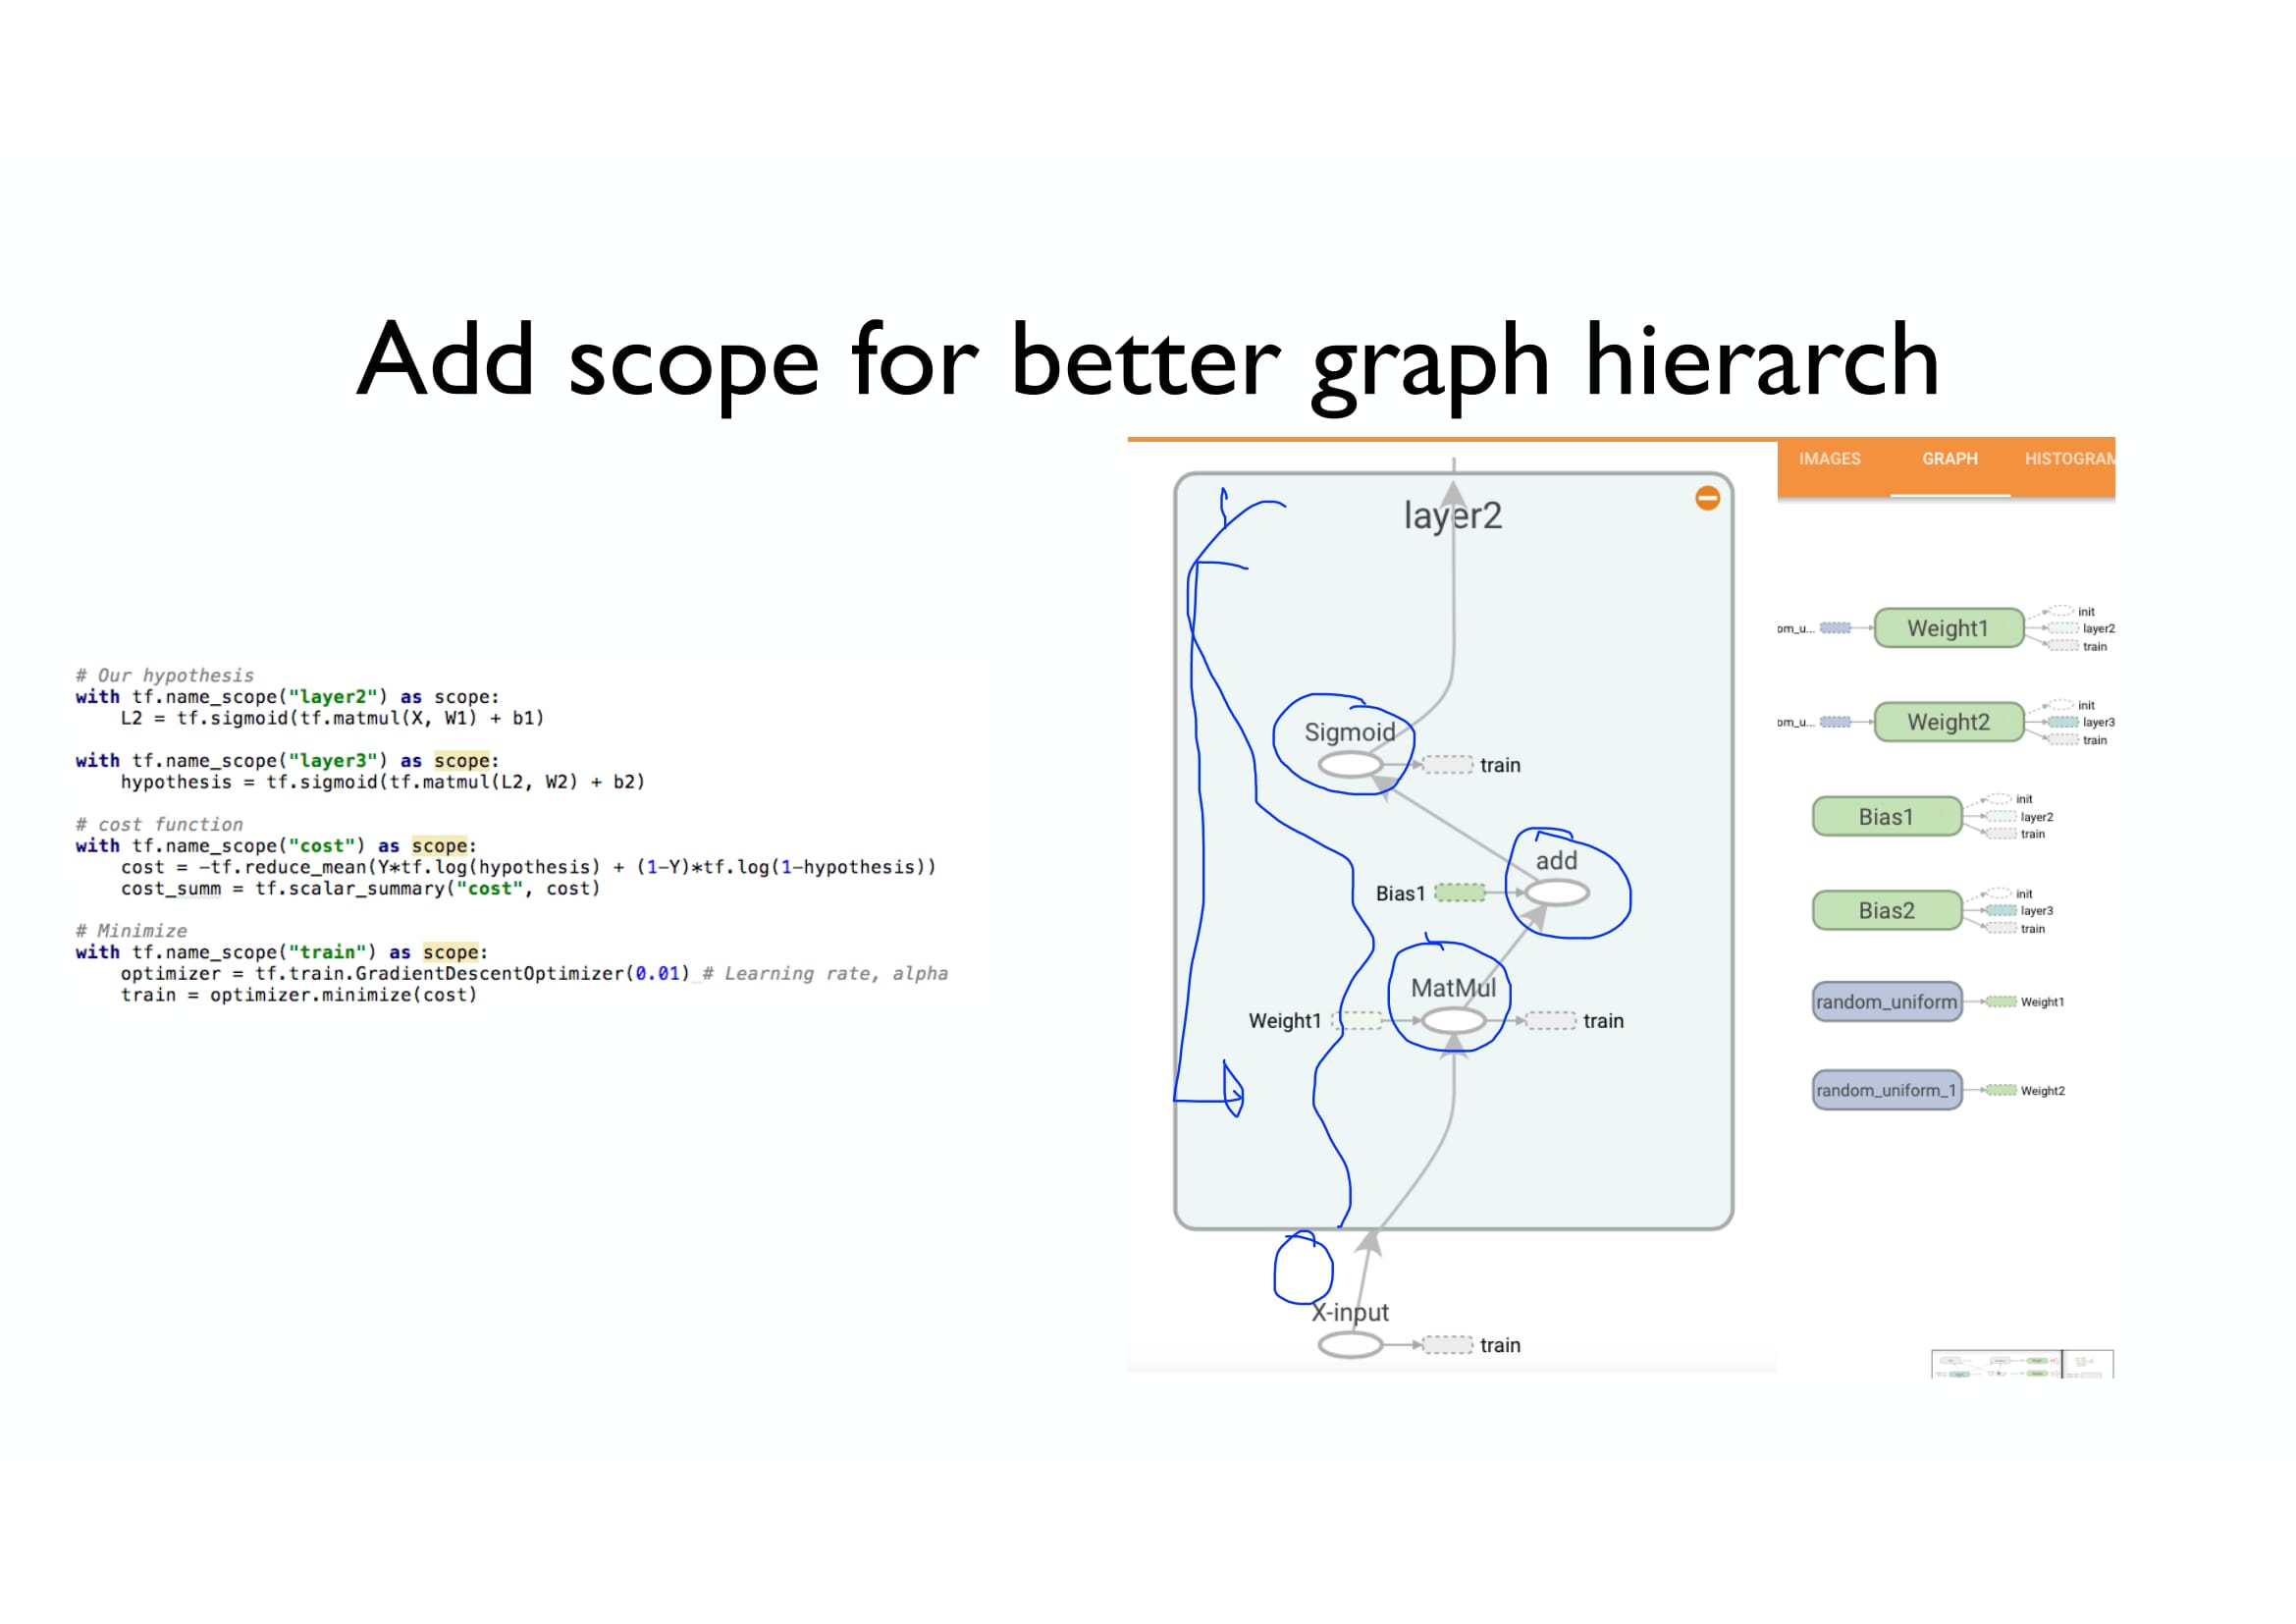 Add scope for better graph hierarch
# Our hypothesis
with tf.name_scope("layer2") as scope:
    L2 = tf.sigmoid(tf.matmul(X, W1) + b1)
with tf.name_scope("layer3") as scope:
    hypothesis = tf.sigmoid(tf.matmul(L2, W2) + b2)
# cost function
with tf.name_scope("cost") as scope:
    cost = -tf.reduce_mean(Y*tf.log(hypothesis) + (1-Y)*tf.log(1-hypothesis))
    cost_summ = tf.scalar_summary("cost", cost)
# Minimize
with tf.name_scope("train") as scope:
    optimizer = tf.train.GradientDescentOptimizer(0.01) # Learning rate, alpha
    train = optimizer.minimize(cost)
layer2
Sigmoid
train
add
Bias1
MatMul
Weight1
train
X-input
train
IMAGES GRAPH HISTOGRAM
om_u... Weight1
init
layer2
train
om_u... Weight2
init
layer3
train
Bias1
init
layer2
train
Bias2
init
layer3
train
random_uniform Weight1
random_uniform_1 Weight2